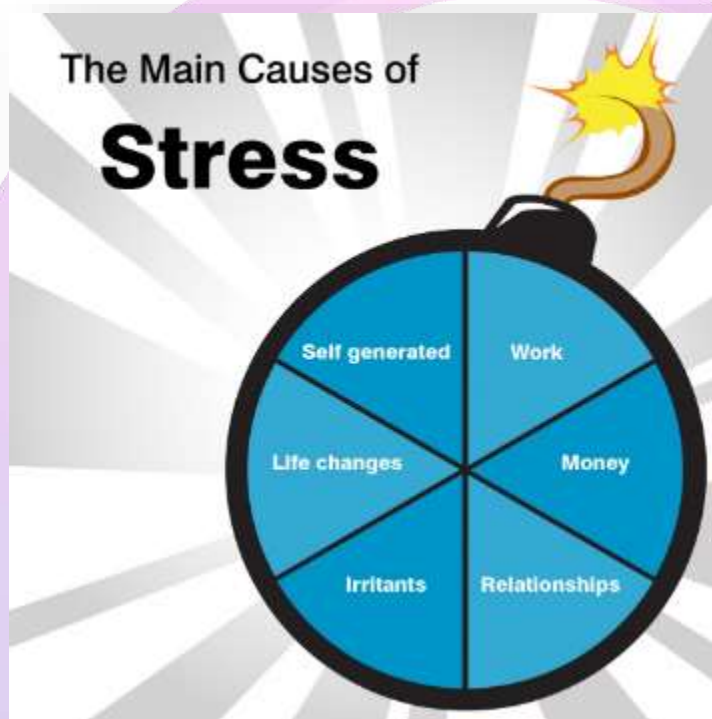 The Main Causes of
Stress
Self generated
Work
Life changes
Money
Irritants
Relationships